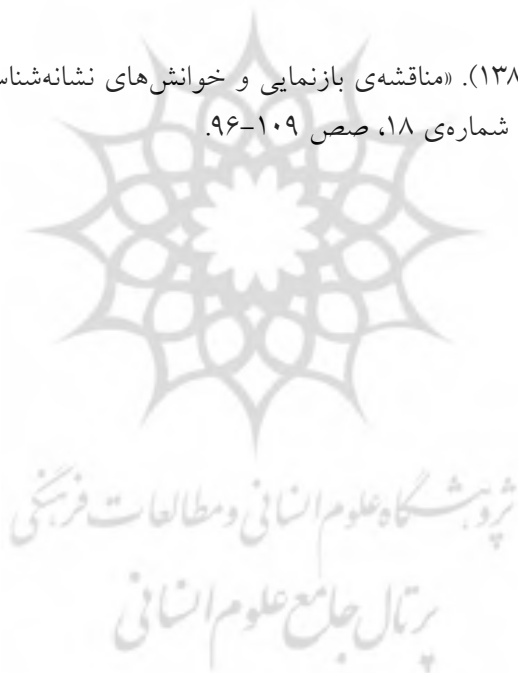 ۱۳۸). «مناقشه‌ی بازنمایی و خوانش‌های نشانه‌شناس
شماره‌ی ۱۸، صص ۱۰۹-۹۶.
پژوهشگاه علوم انسانی و مطالعات فرهنگی
پرتال جامع علوم انسانی